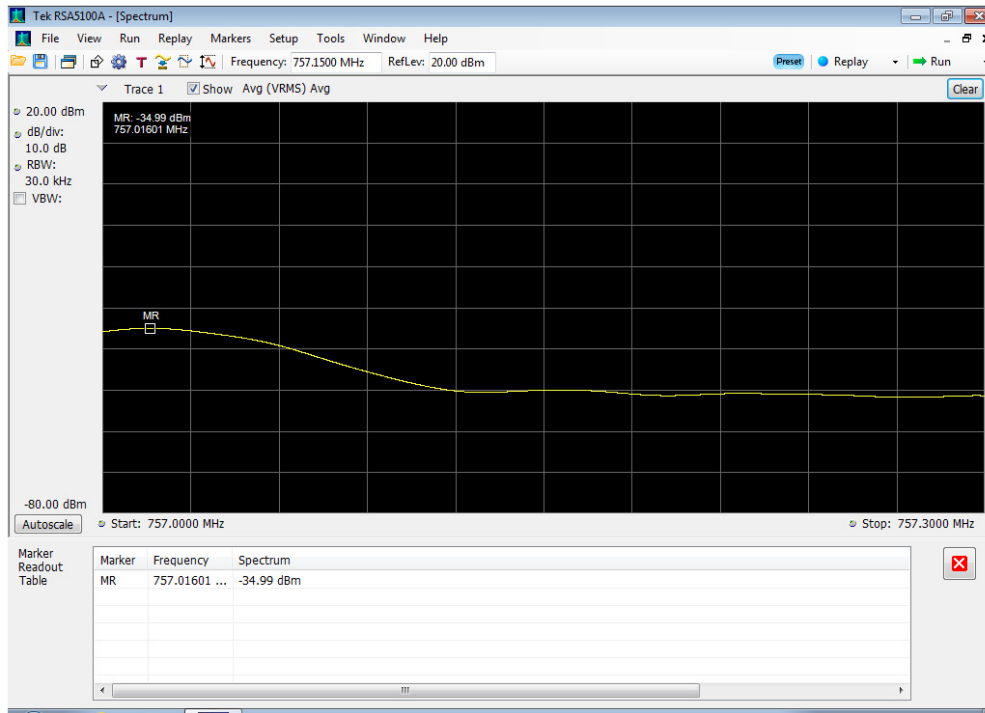 Tek RSA5100A - [Spectrum]
File View Run Replay Markers Setup Tools Window Help
T Frequency: 757.1500 MHz RefLev: 20.00 dBm Preset Replay Run
Trace 1 Show Avg (VRMS) Avg Clear
20.00 dBm
dB/div:
10.0 dB
RBW:
30.0 kHz
VBW:
MR: -34.99 dBm
757.01601 MHz
MR
-80.00 dBm
Autoscale Start: 757.0000 MHz Stop: 757.3000 MHz
Marker
Readout
Table
Marker Frequency Spectrum
MR 757.01601 ... -34.99 dBm